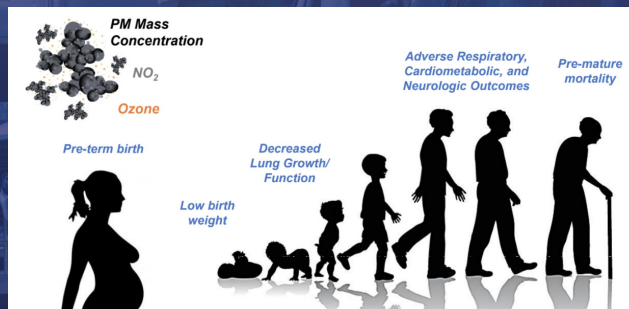 PM Mass
Concentration
NO₂
Ozone
Pre-term birth
Low birth
weight
Decreased
Lung Growth/
Function
Adverse Respiratory,
Cardiometabolic, and
Neurologic Outcomes
Pre-mature
mortality